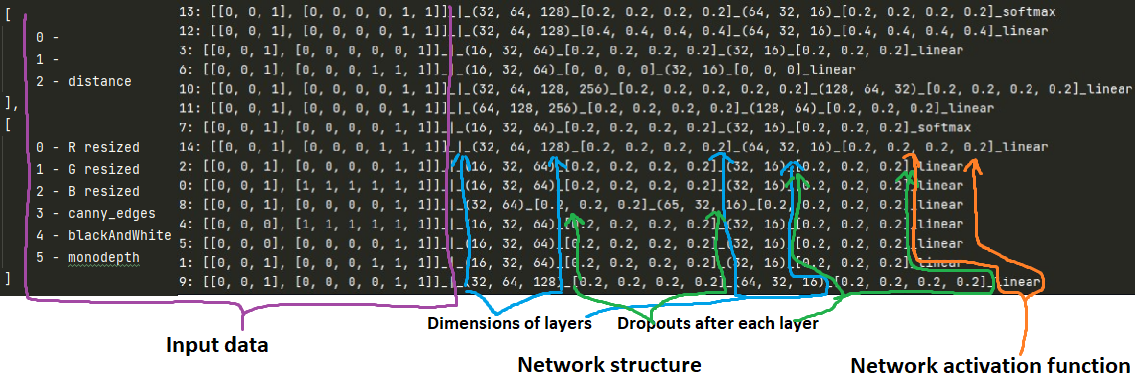 [
0 -
1 -
2 - distance
],
[
0 - R resized
1 - G resized
2 - B resized
3 - canny_edges
4 - blackAndWhite
5 - monodepth
]
13: [[0, 0, 1], [0, 0, 0, 0, 1, 1]]_|_(32, 64, 128)_[0.2, 0.2, 0.2, 0.2]_(64, 32, 16)_[0.2, 0.2, 0.2, 0.2]_softmax
12: [[0, 0, 1], [0, 0, 0, 0, 1, 1]]_|_(32, 64, 128)_[0.4, 0.4, 0.4, 0.4]_(64, 32, 16)_[0.4, 0.4, 0.4, 0.4]_linear
3: [[0, 0, 1], [0, 0, 0, 0, 0, 1]]_|_(16, 32, 64)_[0.2, 0.2, 0.2, 0.2]_(32, 16)_[0.2, 0.2, 0.2]_linear
6: [[0, 0, 1], [0, 0, 0, 1, 1, 1]]_|_(16, 32, 64)_[0, 0, 0, 0]_(32, 16)_[0, 0, 0]_linear
10: [[0, 0, 1], [0, 0, 0, 0, 1, 1]]_|_(32, 64, 128, 256)_[0.2, 0.2, 0.2, 0.2, 0.2]_(128, 64, 32)_[0.2, 0.2, 0.2, 0.2]_linear
11: [[0, 0, 1], [0, 0, 0, 0, 1, 1]]_|_(64, 128, 256)_[0.2, 0.2, 0.2, 0.2]_(128, 64)_[0.2, 0.2, 0.2]_linear
7: [[0, 0, 1], [0, 0, 0, 0, 1, 1]]_|_(16, 32, 64)_[0.2, 0.2, 0.2, 0.2]_(32, 16)_[0.2, 0.2, 0.2]_softmax
14: [[0, 0, 1], [0, 0, 0, 0, 1, 1]]_|_(32, 64, 128)_[0.2, 0.2, 0.2, 0.2]_(64, 32, 16)_[0.2, 0.2, 0.2, 0.2]_linear
2: [[0, 0, 1], [0, 0, 0, 1, 1, 1]]_|_(16, 32, 64)_[0.2, 0.2, 0.2, 0.2]_(32, 16)_[0.2, 0.2, 0.2]_linear
0: [[0, 0, 1], [1, 1, 1, 1, 1, 1]]_|_(16, 32, 64)_[0.2, 0.2, 0.2, 0.2]_(32, 16)_[0.2, 0.2, 0.2]_linear
8: [[0, 0, 1], [0, 0, 0, 0, 1, 1]]_|_(32, 64)_[0.2, 0.2, 0.2]_(65, 32, 16)_[0.2, 0.2, 0.2, 0.2]_linear
4: [[0, 0, 0], [1, 1, 1, 1, 1, 1]]_|_(16, 32, 64)_[0.2, 0.2, 0.2, 0.2]_(32, 16)_[0.2, 0.2, 0.2]_linear
5: [[0, 0, 0], [0, 0, 0, 0, 1, 1]]_|_(16, 32, 64)_[0.2, 0.2, 0.2, 0.2]_(32, 16)_[0.2, 0.2, 0.2]_linear
1: [[0, 0, 1], [0, 0, 0, 0, 1, 1]]_|_(16, 32, 64)_[0.2, 0.2, 0.2, 0.2]_(32, 16)_[0.2, 0.2, 0.2]_linear
9: [[0, 0, 1], [0, 0, 0, 0, 1, 1]]_|_(32, 64, 128)_[0.2, 0.2, 0.2, 0.2]_(64, 32, 16)_[0.2, 0.2, 0.2, 0.2]_linear
Dimensions of layers
Dropouts after each layer
Input data
Network structure
Network activation function